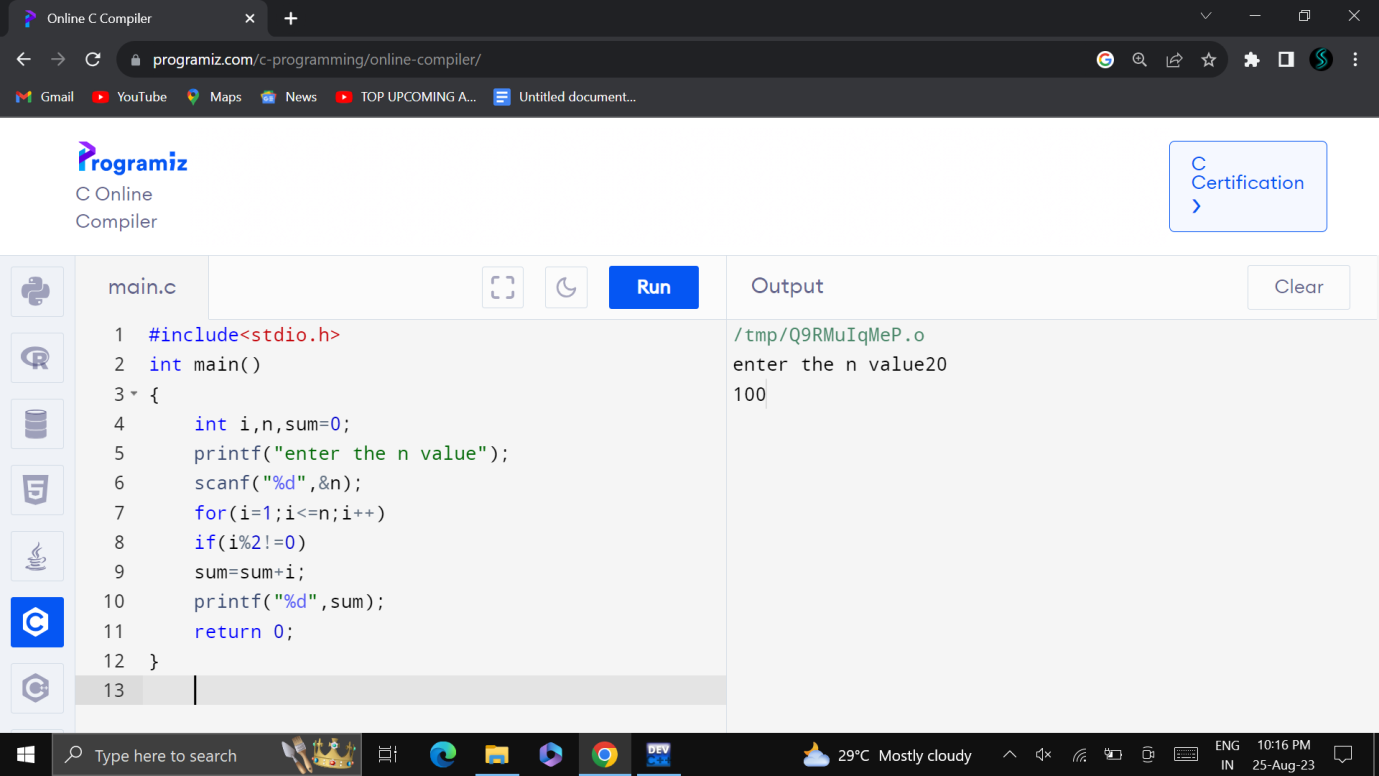 Online C Compiler
programiz.com/c-programming/online-compiler/
Gmail YouTube Maps News TOP UPCOMING A... Untitled document...
Programiz
C Online
Compiler
C
Certification
main.c Run Output Clear
1 #include<stdio.h>
2 int main()
3 {
4 int i,n,sum=0;
5 printf("enter the n value");
6 scanf("%d",&n);
7 for(i=1;i<=n;i++)
8 if(i%2!=0)
9 sum=sum+i;
10 printf("%d",sum);
11 return 0;
12 }
13
/tmp/Q9RMuIqMeP.o
enter the n value20
100
Type here to search
DEV
29°C Mostly cloudy
ENG
IN
10:16 PM
25-Aug-23